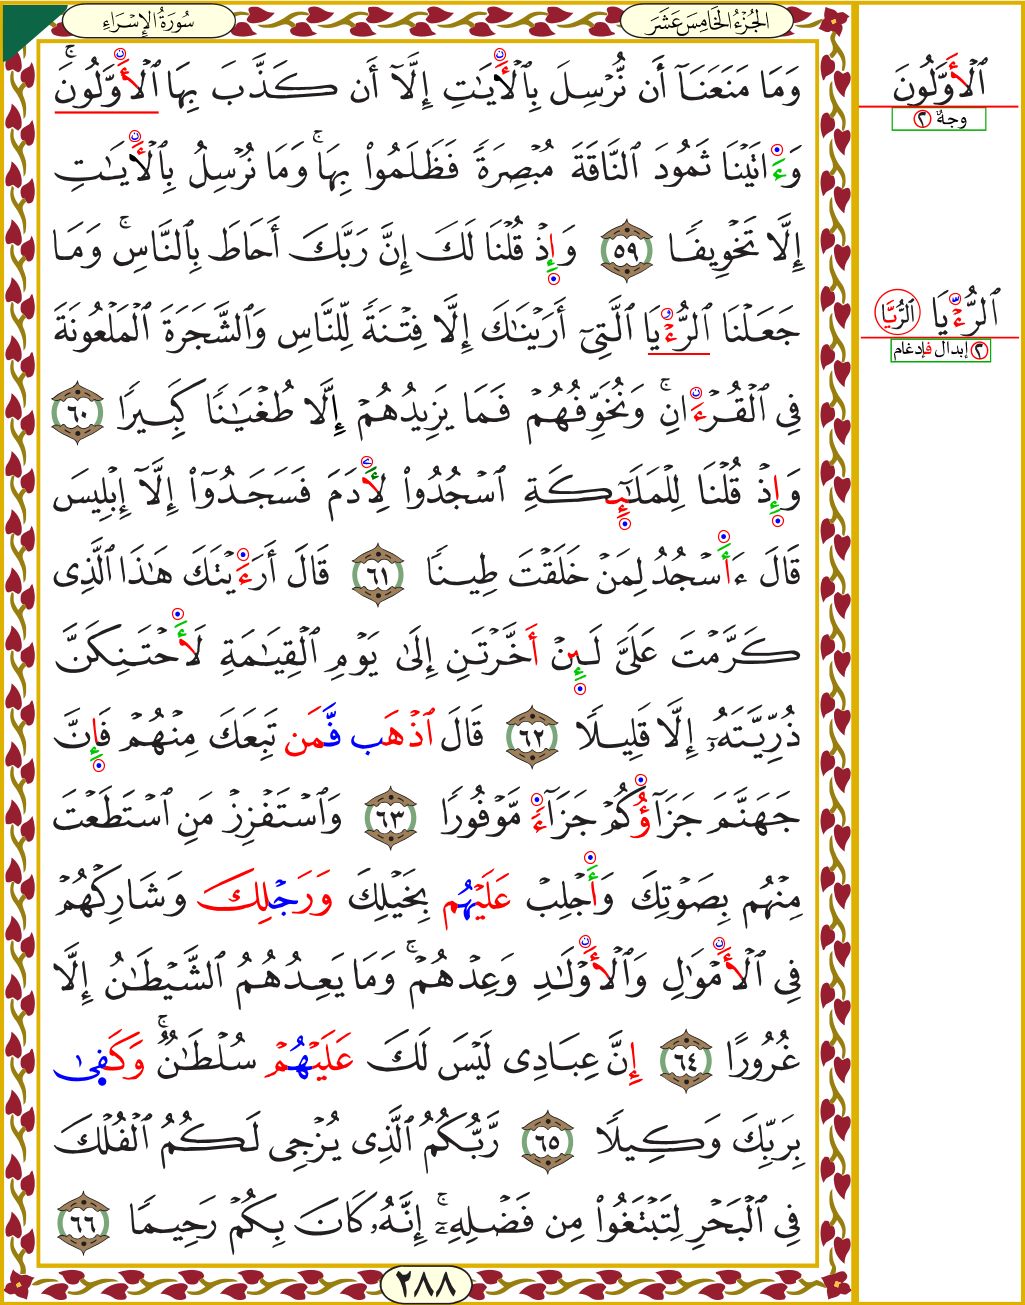 سُورَةُ الإِسْرَاءِ
الجُزْءُ الخَامِسَ عَشَرَ
وَمَا مَنَعَنَآ أَن نُّرْسِلَ بِٱلْأَيَٰتِ إِلَّآ أَن كَذَّبَ بِهَا ٱلْأَوَّلُونَۚ
وَءَاتَيْنَا ثَمُودَ ٱلنَّاقَةَ مُبْصِرَةً فَظَلَمُوا۟ بِهَاۚ وَمَا نُرْسِلُ بِٱلْأَيَٰتِ
إِلَّا تَخْوِيفًا ٥٩ وَإِذْ قُلْنَا لَكَ إِنَّ رَبَّكَ أَحَاطَ بِٱلنَّاسِۚ وَمَا
جَعَلْنَا ٱلرُّءْيَا ٱلَّتِىٓ أَرَيْنَٰكَ إِلَّا فِتْنَةً لِّلنَّاسِ وَٱلشَّجَرَةَ ٱلْمَلْعُونَةَ
فِى ٱلْقُرْءَانِۚ وَنُخَوِّفُهُمْ فَمَا يَزِيدُهُمْ إِلَّا طُغْيَٰنًا كَبِيرًا ٦٠
وَإِذْ قُلْنَا لِلْمَلَٰٓئِكَةِ ٱسْجُدُوا۟ لِأَدَمَ فَسَجَدُوٓا۟ إِلَّآ إِبْلِيسَ
قَالَ ءَأَسْجُدُ لِمَنْ خَلَقْتَ طِينًا ٦١ قَالَ أَرَءَيْتَكَ هَٰذَا ٱلَّذِى
كَرَّمْتَ عَلَىَّ لَئِنْ أَخَّرْتَنِ إِلَىٰ يَوْمِ ٱلْقِيَٰمَةِ لَأَحْتَنِكَنَّ
ذُرِّيَّتَهُۥٓ إِلَّا قَلِيلًا ٦٢ قَالَ ٱذْهَب فَّمَن تَبِعَكَ مِنْهُمْ فَإِنَّ
جَهَنَّمَ جَزَآؤُكُمْ جَزَآءً مَّوْفُورًا ٦٣ وَٱسْتَفْزِزْ مَنِ ٱسْتَطَعْتَ
مِنْهُم بِصَوْتِكَ وَأَجْلِبْ عَلَيْهُم بِخَيْلِكَ وَرَجْلِكَ وَشَارِكْهُمْ
فِى ٱلْأَمْوَٰلِ وَٱلْأَوْلَٰدِ وَعِدْهُمْۚ وَمَا يَعِدُهُمُ ٱلشَّيْطَٰنُ إِلَّا
غُرُورًا ٦٤ إِنَّ عِبَادِى لَيْسَ لَكَ عَلَيْهُمْ سُلْطَٰنٌۚ وَكَفِىٰ
بِرَبِّكَ وَكِيلًا ٦٥ رَّبُّكُمُ ٱلَّذِى يُزْجِى لَكُمُ ٱلْفُلْكَ
فِى ٱلْبَحْرِ لِتَبْتَغُوا۟ مِن فَضْلِهِۦٓۚ إِنَّهُۥ كَانَ بِكُمْ رَحِيمًا ٦٦
٢٨٨
ٱلْأَوَّلُونَ
وجهٌ ٢
ٱلرُّءْيَا ٱلرُّيَّا
٢ إبدال فإدغام